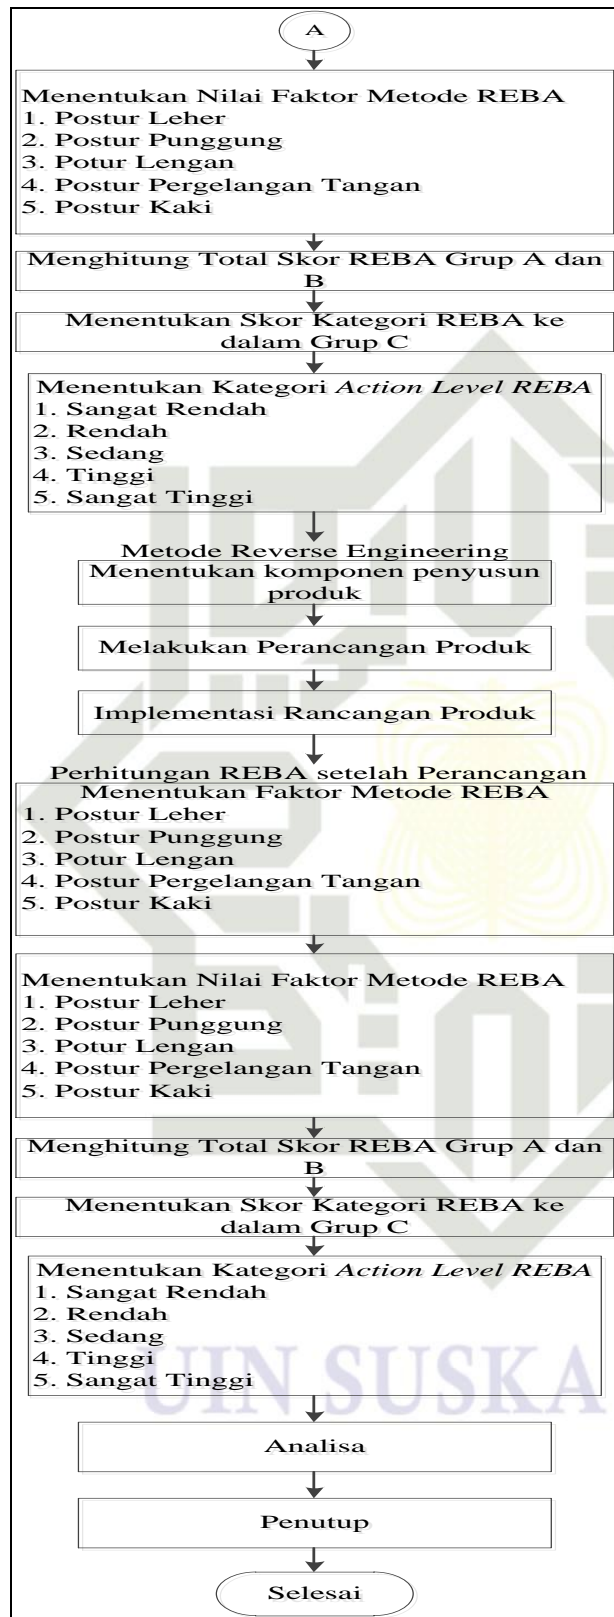 A
Menentukan Nilai Faktor Metode REBA
1. Postur Leher
2. Postur Punggung
3. Potur Lengan
4. Postur Pergelangan Tangan
5. Postur Kaki
Menghitung Total Skor REBA Grup A dan
B
Menentukan Skor Kategori REBA ke
dalam Grup C
Menentukan Kategori Action Level REBA
1. Sangat Rendah
2. Rendah
3. Sedang
4. Tinggi
5. Sangat Tinggi
Metode Reverse Engineering
Menentukan komponen penyusun
produk
Melakukan Perancangan Produk
Implementasi Rancangan Produk
Perhitungan REBA setelah Perancangan
Menentukan Faktor Metode REBA
1. Postur Leher
2. Postur Punggung
3. Potur Lengan
4. Postur Pergelangan Tangan
5. Postur Kaki
Menentukan Nilai Faktor Metode REBA
1. Postur Leher
2. Postur Punggung
3. Potur Lengan
4. Postur Pergelangan Tangan
5. Postur Kaki
Menghitung Total Skor REBA Grup A dan
B
Menentukan Skor Kategori REBA ke
dalam Grup C
Menentukan Kategori Action Level REBA
1. Sangat Rendah
2. Rendah
3. Sedang
4. Tinggi
5. Sangat Tinggi
UIN SUSKA
Analisa
Penutup
Selesai